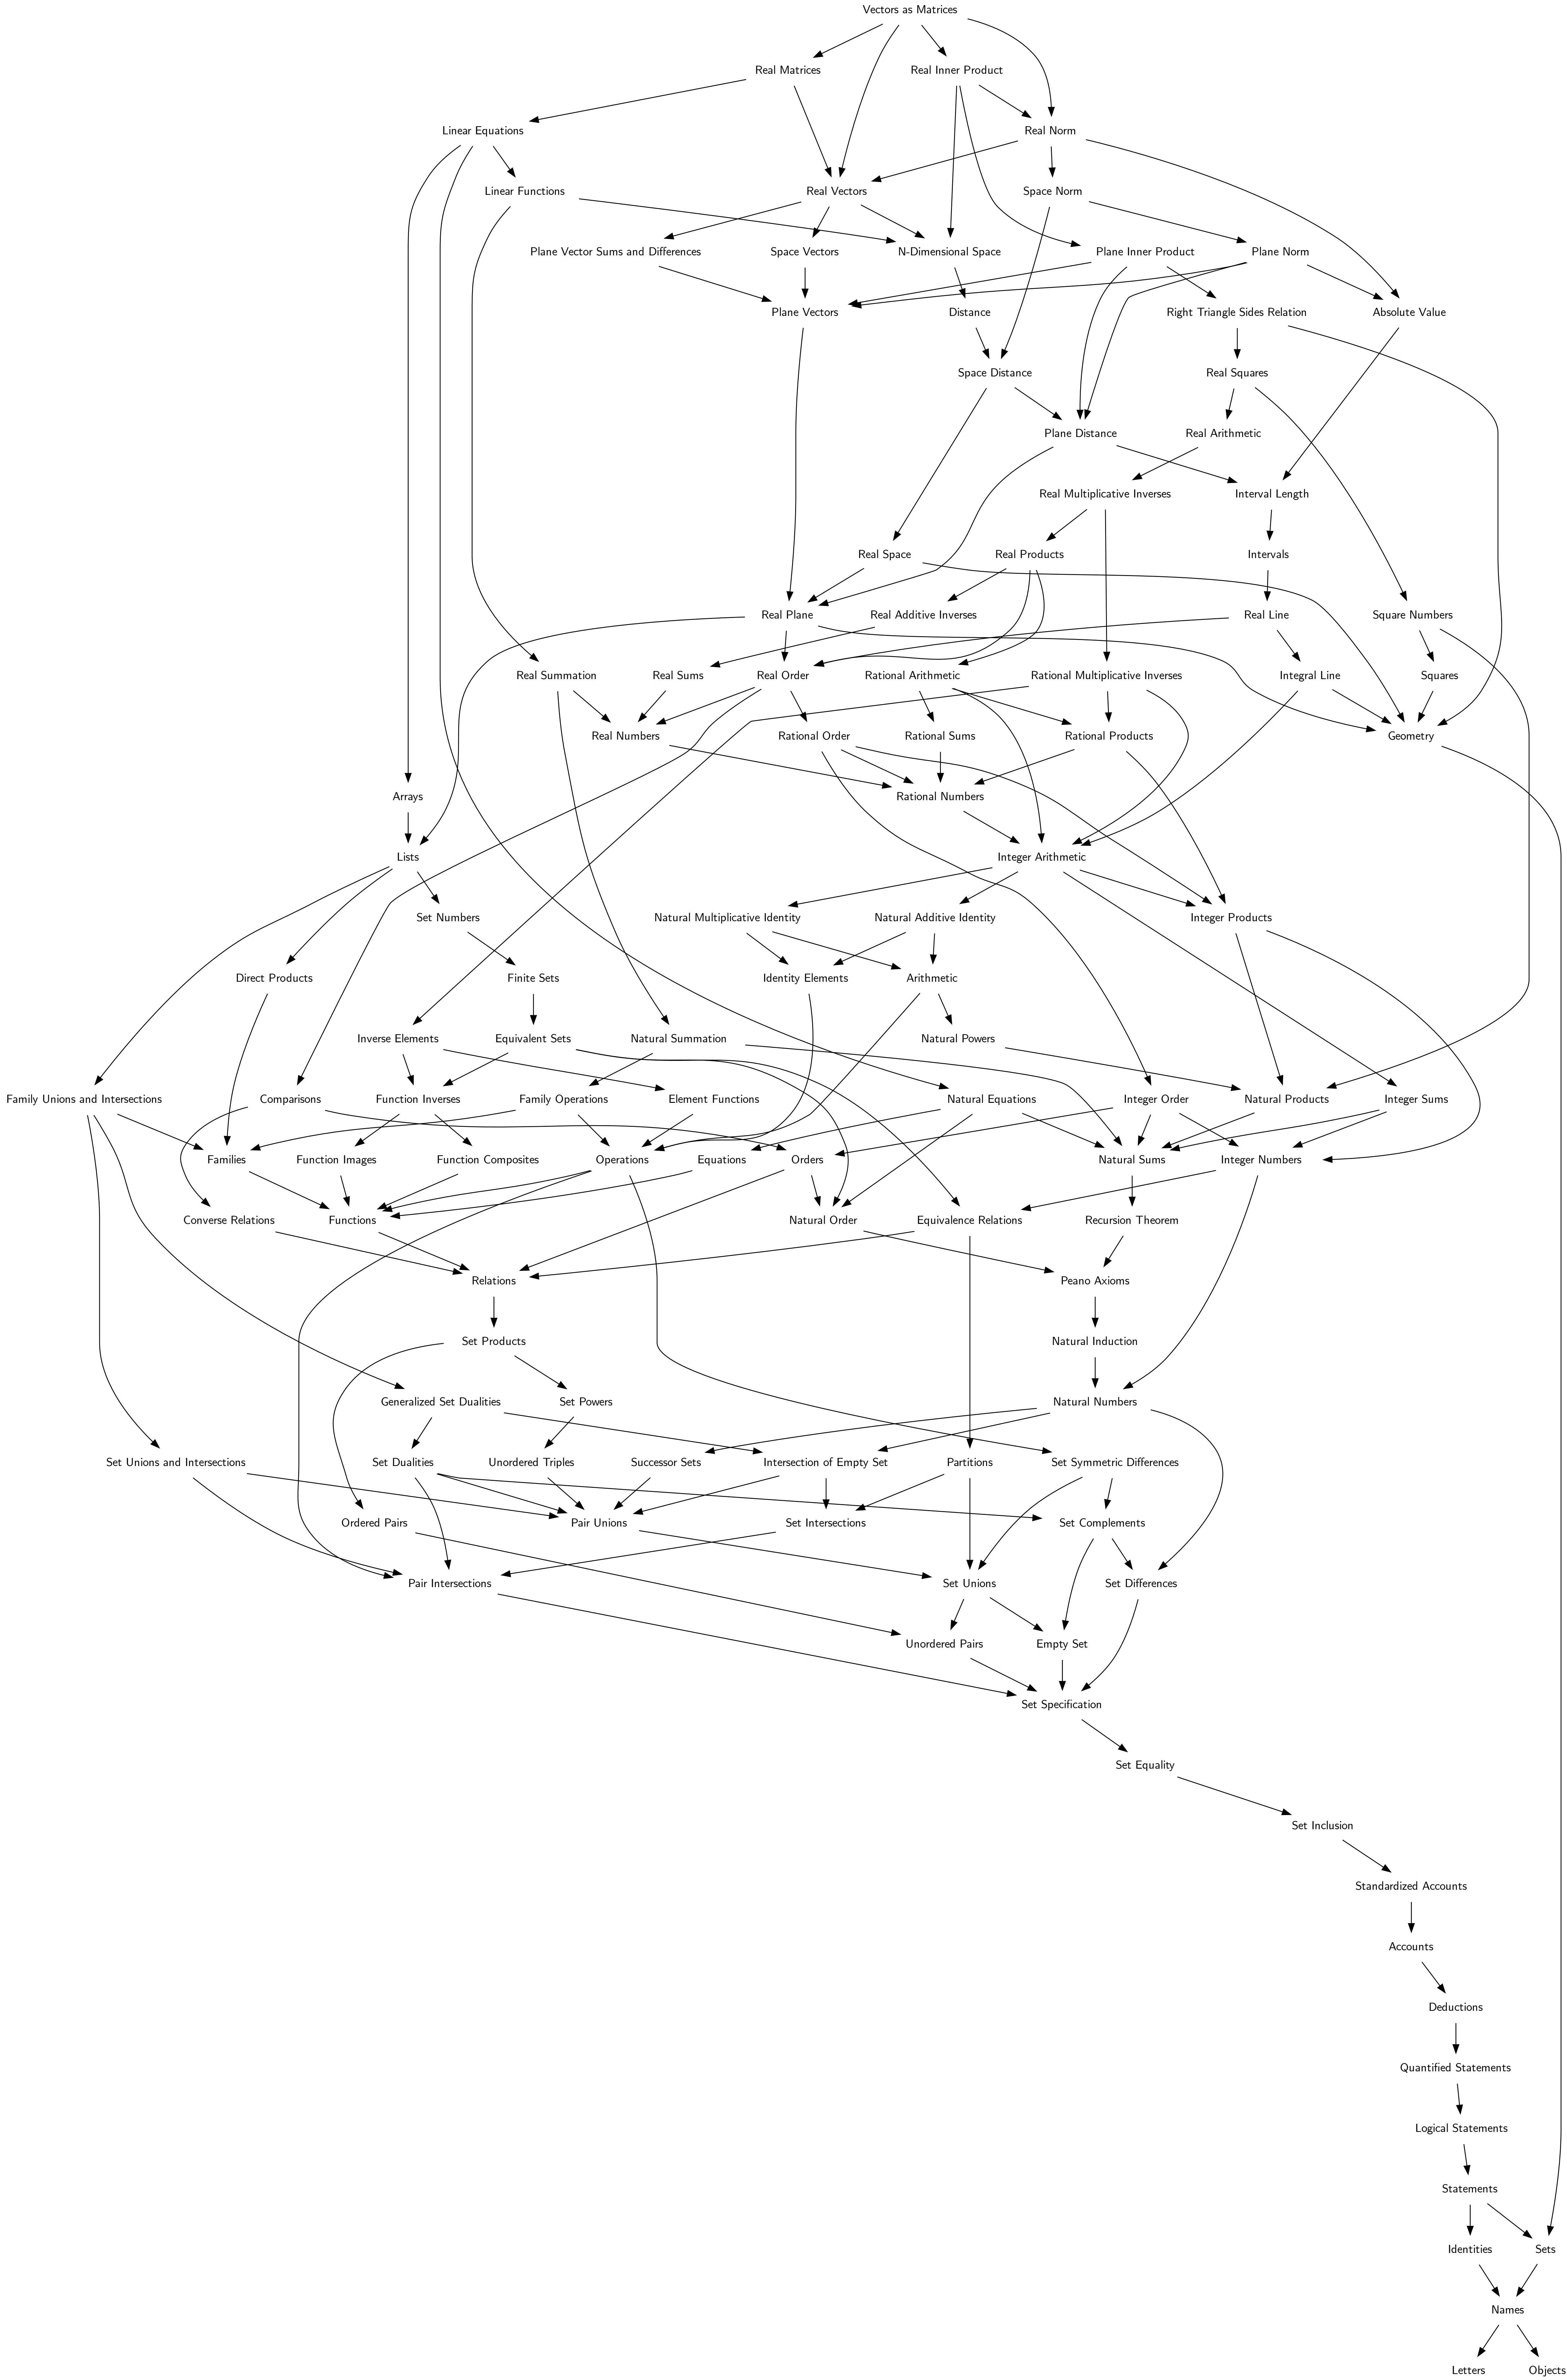 Vectors as Matrices
Real Matrices
Real Inner Product
Linear Equations
Real Norm
Linear Functions
Real Vectors
Space Norm
Plane Vector Sums and Differences
Space Vectors
N-Dimensional Space
Plane Inner Product
Plane Norm
Plane Vectors
Distance
Right Triangle Sides Relation
Absolute Value
Space Distance
Real Squares
Plane Distance
Real Arithmetic
Real Multiplicative Inverses
Interval Length
Real Space
Real Products
Intervals
Real Plane
Real Additive Inverses
Real Line
Square Numbers
Real Summation
Real Sums
Real Order
Rational Arithmetic
Rational Multiplicative Inverses
Integral Line
Squares
Real Numbers
Rational Order
Rational Sums
Rational Products
Geometry
Arrays
Rational Numbers
Lists
Integer Arithmetic
Set Numbers
Natural Multiplicative Identity
Natural Additive Identity
Integer Products
Direct Products
Finite Sets
Identity Elements
Arithmetic
Inverse Elements
Equivalent Sets
Natural Summation
Natural Powers
Family Unions and Intersections
Comparisons
Function Inverses
Family Operations
Element Functions
Natural Equations
Integer Order
Natural Products
Integer Sums
Families
Function Images
Function Composites
Operations
Equations
Orders
Natural Sums
Integer Numbers
Converse Relations
Functions
Natural Order
Equivalence Relations
Recursion Theorem
Relations
Peano Axioms
Set Products
Natural Induction
Generalized Set Dualities
Set Powers
Natural Numbers
Set Unions and Intersections
Set Dualities
Unordered Triples
Successor Sets
Intersection of Empty Set
Partitions
Set Symmetric Differences
Ordered Pairs
Pair Unions
Set Intersections
Set Complements
Pair Intersections
Set Unions
Set Differences
Unordered Pairs
Empty Set
Set Specification
Set Equality
Set Inclusion
Standardized Accounts
Accounts
Deductions
Quantified Statements
Logical Statements
Statements
Identities
Sets
Names
Letters
Objects